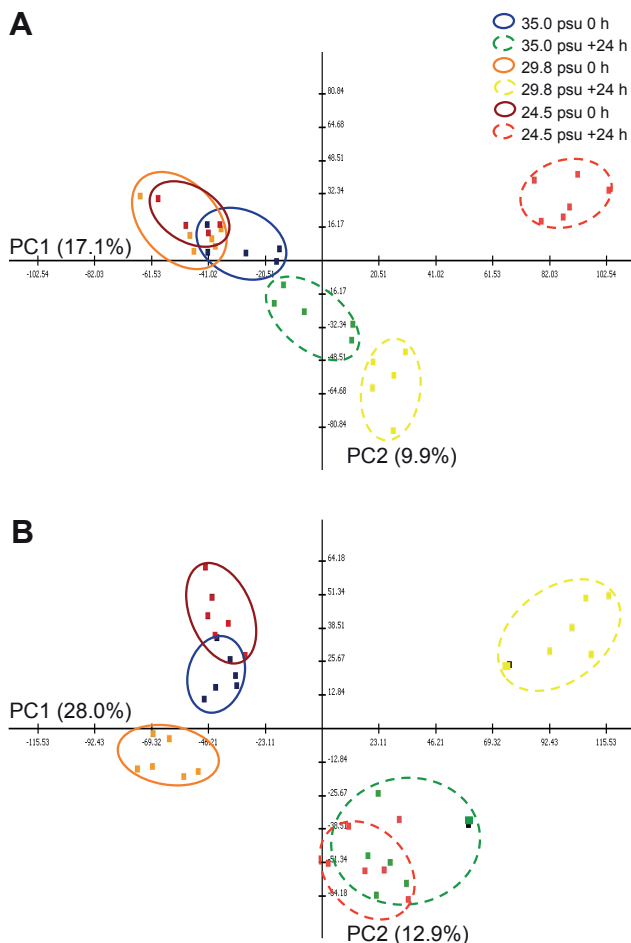 A
35.0 psu 0 h
35.0 psu +24 h
29.8 psu 0 h
29.8 psu +24 h
24.5 psu 0 h
24.5 psu +24 h
80.84
64.68
48.51
32.34
16.17
PC1 (17.1%)
-102.54 -82.03 -61.53 -41.02 -20.51 20.51 41.02 61.53 82.03 102.54
-16.17
-32.34
-48.51
-64.68
-80.84
PC2 (9.9%)
B
64.18
51.34
38.51
25.67
12.84
PC1 (28.0%)
-115.53 -92.43 -69.32 -46.21 -23.11 23.11 46.21 69.32 92.43 115.53
-12.84
-25.67
-38.51
-51.34
-64.18
PC2 (12.9%)